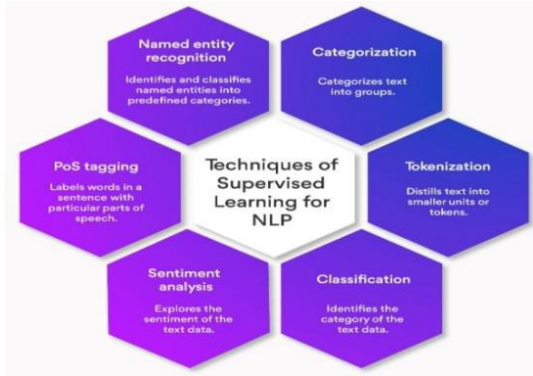 Named entity
recognition
Identifies and classifies
named entities into
predefined categories.
Categorization
Categorizes text
into groups.
PoS tagging
Labels words in a
sentence with
particular parts of
speech.
Techniques of
Supervised
Learning for
NLP
Tokenization
Distills text into
smaller units or
tokens.
Sentiment
analysis
Explores the
sentiment of the
text data.
Classification
Identifies the
category of the
text data.